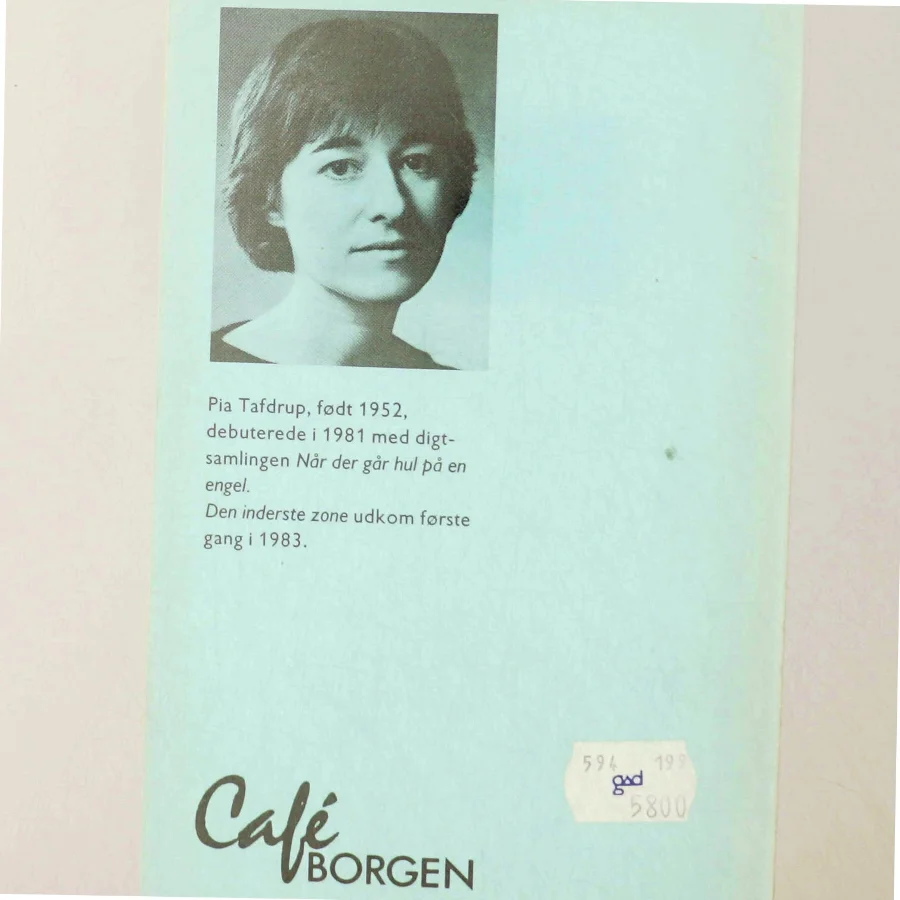 Pia Tafdrup, født 1952,
debuterede i 1981 med digt-
samlingen Når der går hul på en
engel.
Den inderste zone udkom første
gang i 1983.
594 199
gad
5800
Café
BORGEN